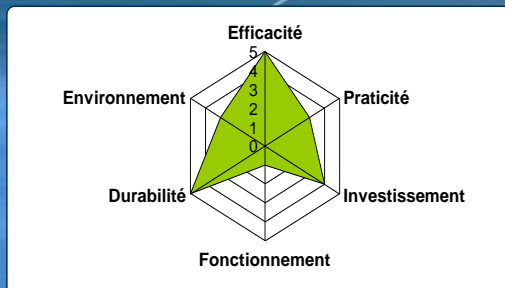 Efficacité
5
4
3
2
1
0
Environnement
Praticité
Durabilité
Investissement
Fonctionnement